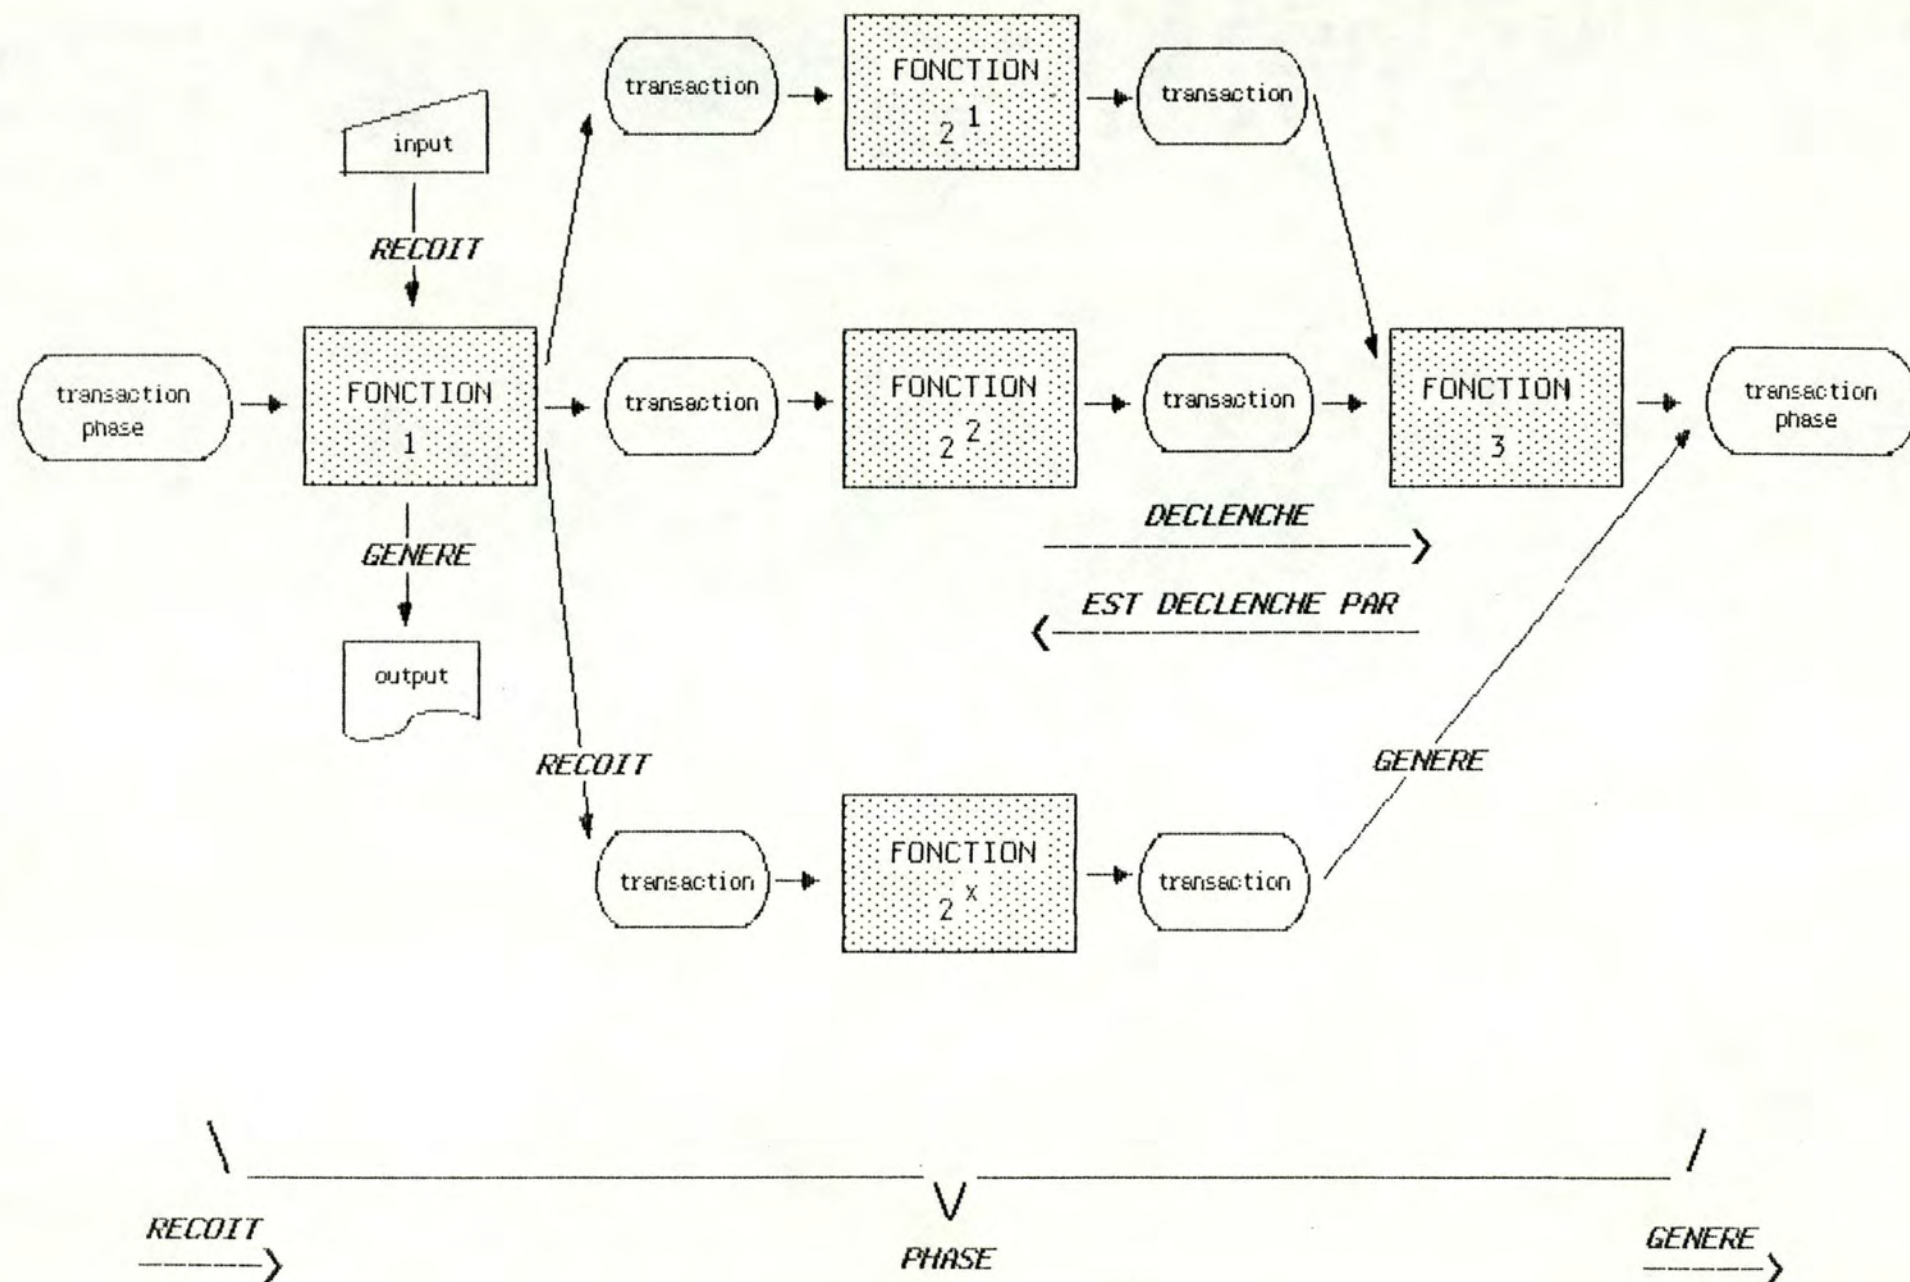 transaction
FONCTION
2 1
transaction
input
RECOIT
transaction
phase
FONCTION
1
transaction
FONCTION
2 2
transaction
FONCTION
3
transaction
phase
GENERE
DECLENCHE
EST DECLENCHE PAR
output
RECOIT
GENERE
transaction
FONCTION
2 X
transaction
RECOIT
PHASE
GENERE